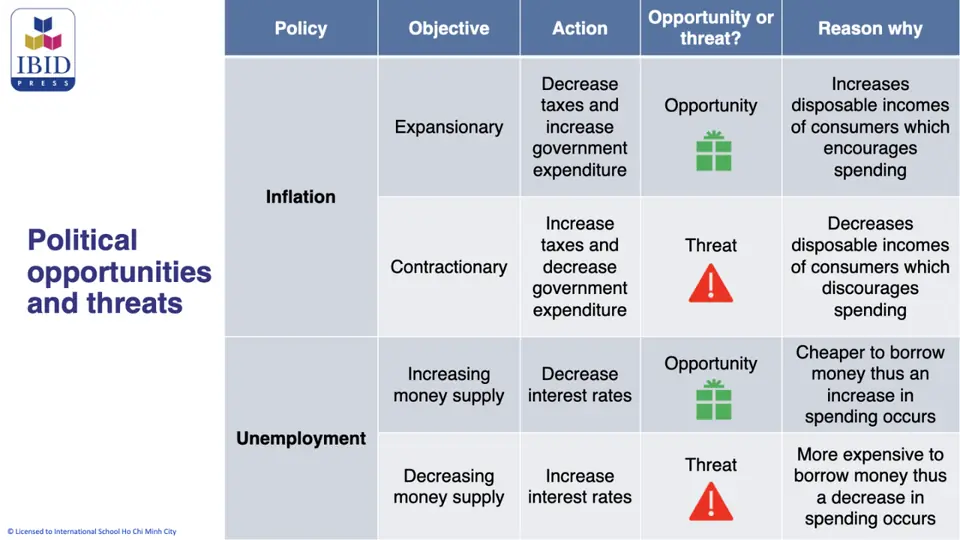 IBID
PRESS
Political
opportunities
and threats
© Licensed to International School Ho Chi Minh City
Policy
Objective
Action
Opportunity or
threat?
Reason why
Inflation
Expansionary
Decrease
taxes and
increase
government
expenditure
Opportunity
Increases
disposable incomes
of consumers which
encourages
spending
Contractionary
Increase
taxes and
decrease
government
expenditure
Threat
Decreases
disposable incomes
of consumers which
discourages
spending
Unemployment
Increasing
money supply
Decrease
interest rates
Opportunity
Cheaper to borrow
money thus an
increase in
spending occurs
Decreasing
money supply
Increase
interest rates
Threat
More expensive to
borrow money thus
a decrease in
spending occurs